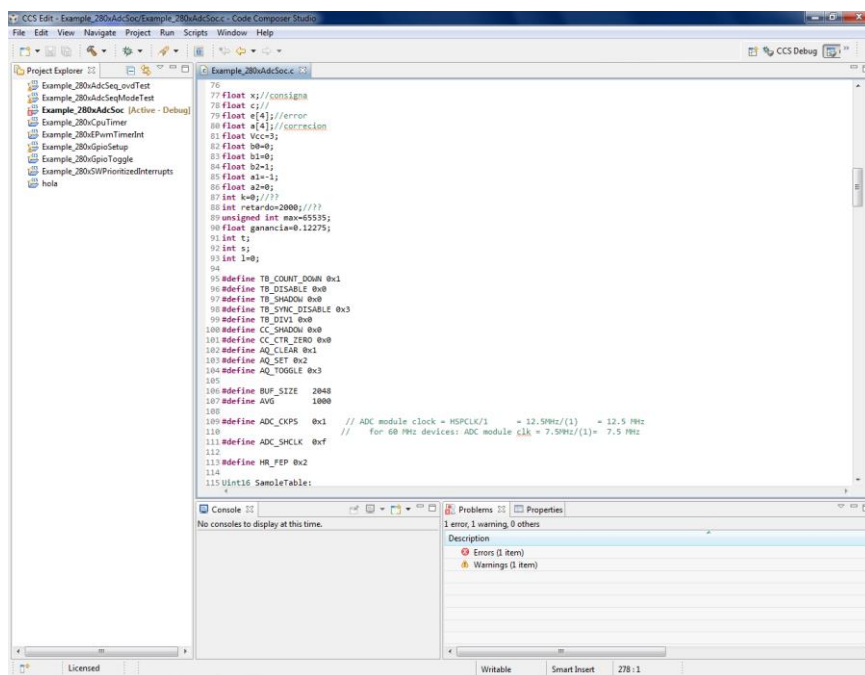 CCS Edit - Example_280xAdcSoc/Example_280xAdcSoc.c - Code Composer Studio
File Edit View Navigate Project Run Scripts Window Help
CCS Debug
Project Explorer
Example_280xAdcSeq_ovdTest
Example_280xAdcSeqModeTest
Example_280xAdcSoc [Active - Debug]
Example_280xCpuTimer
Example_280xEPwmTimerInt
Example_280xGpioSetup
Example_280xGpioToggle
Example_280xSWPrioritizedInterrupts
hola
Example_280xAdcSoc.c
76
77 float x;//consigna
78 float c;//
79 float e[4];//error
80 float a[4];//correcion
81 float Vcc=3;
82 float b0=0;
83 float b1=0;
84 float b2=1;
85 float a1=-1;
86 float a2=0;
87 int k=0;//??
88 int retardo=2000;//??
89 unsigned int max=65535;
90 float ganancia=0.12275;
91 int t;
92 int s;
93 int l=0;
94
95 #define TB_COUNT_DOWN 0x1
96 #define TB_DISABLE 0x0
97 #define TB_SHADOW 0x0
98 #define TB_SYNC_DISABLE 0x3
99 #define TB_DIV1 0x0
100 #define CC_SHADOW 0x0
101 #define CC_CTR_ZERO 0x0
102 #define AQ_CLEAR 0x1
103 #define AQ_SET 0x2
104 #define AQ_TOGGLE 0x3
105
106 #define BUF_SIZE 2048
107 #define AVG 1000
108
109 #define ADC_CKPS 0x1 // ADC module clock = HSPCLK/1 = 12.5MHz/(1) = 12.5 MHz
110 // for 60 MHz devices: ADC module clk = 7.5MHz/(1)= 7.5 MHz
111 #define ADC_SHCLK 0xf
112
113 #define HR_FEP 0x2
114
115 Uint16 SampleTable;
Console
No consoles to display at this time.
Problems Properties
1 error, 1 warning, 0 others
Description
Errors (1 item)
Warnings (1 item)
Licensed
Writable Smart Insert 278 : 1